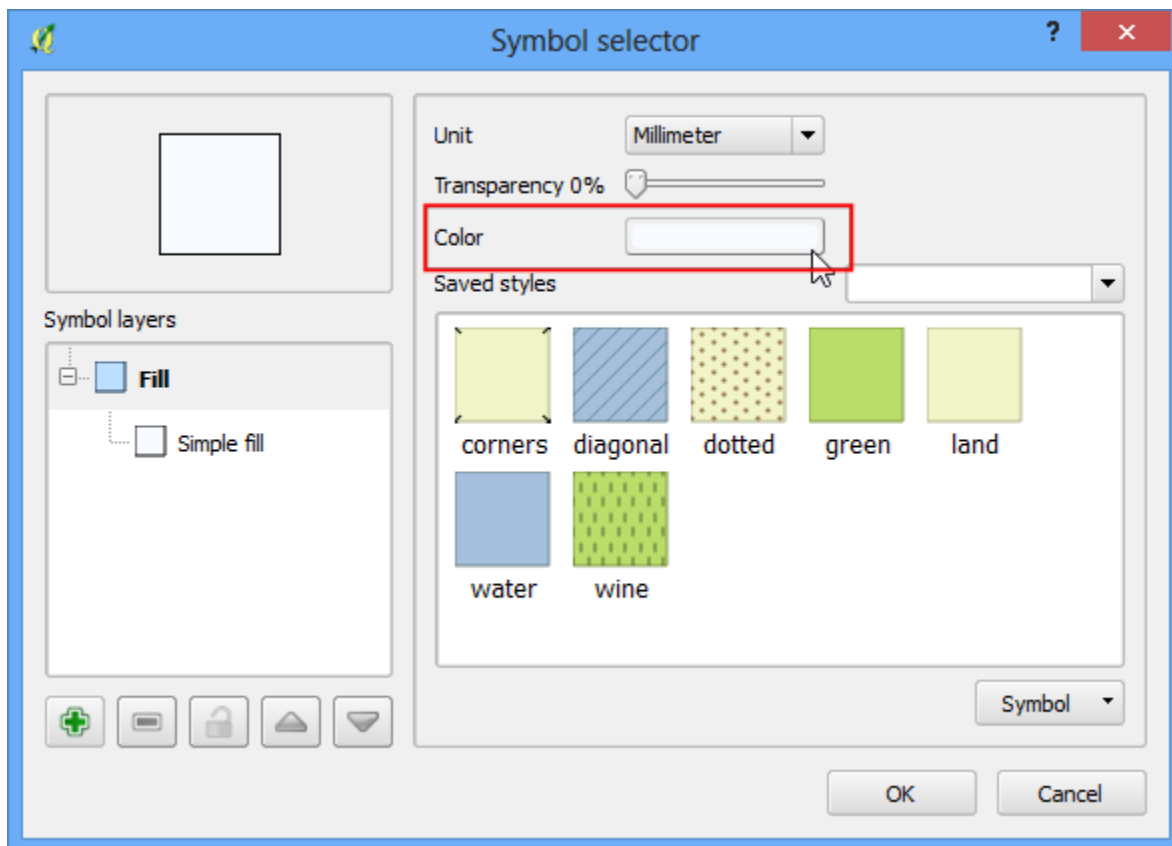 Symbol selector
?
Unit
Millimeter
Transparency 0%
Color
Saved styles
Symbol layers
Fill
Simple fill
corners diagonal dotted green land
water wine
Symbol
OK Cancel